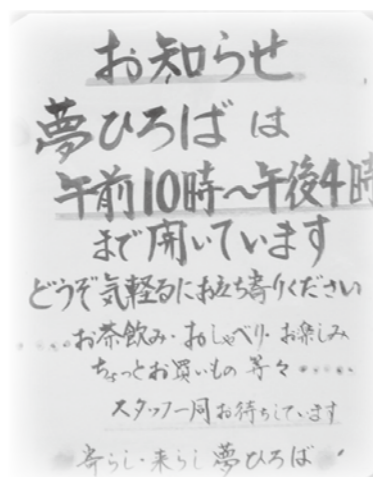 お知らせ
夢ひろば は
午前10時〜午後4時
まで開いています
どうぞ気軽るにお立ち寄りください
・・・・・お茶飲み・おしゃべり・お楽しみ
ちょっとお買いもの 等々・・・・・
スタッフ一同お待ちしています
寄らし・来らし 夢ひろば